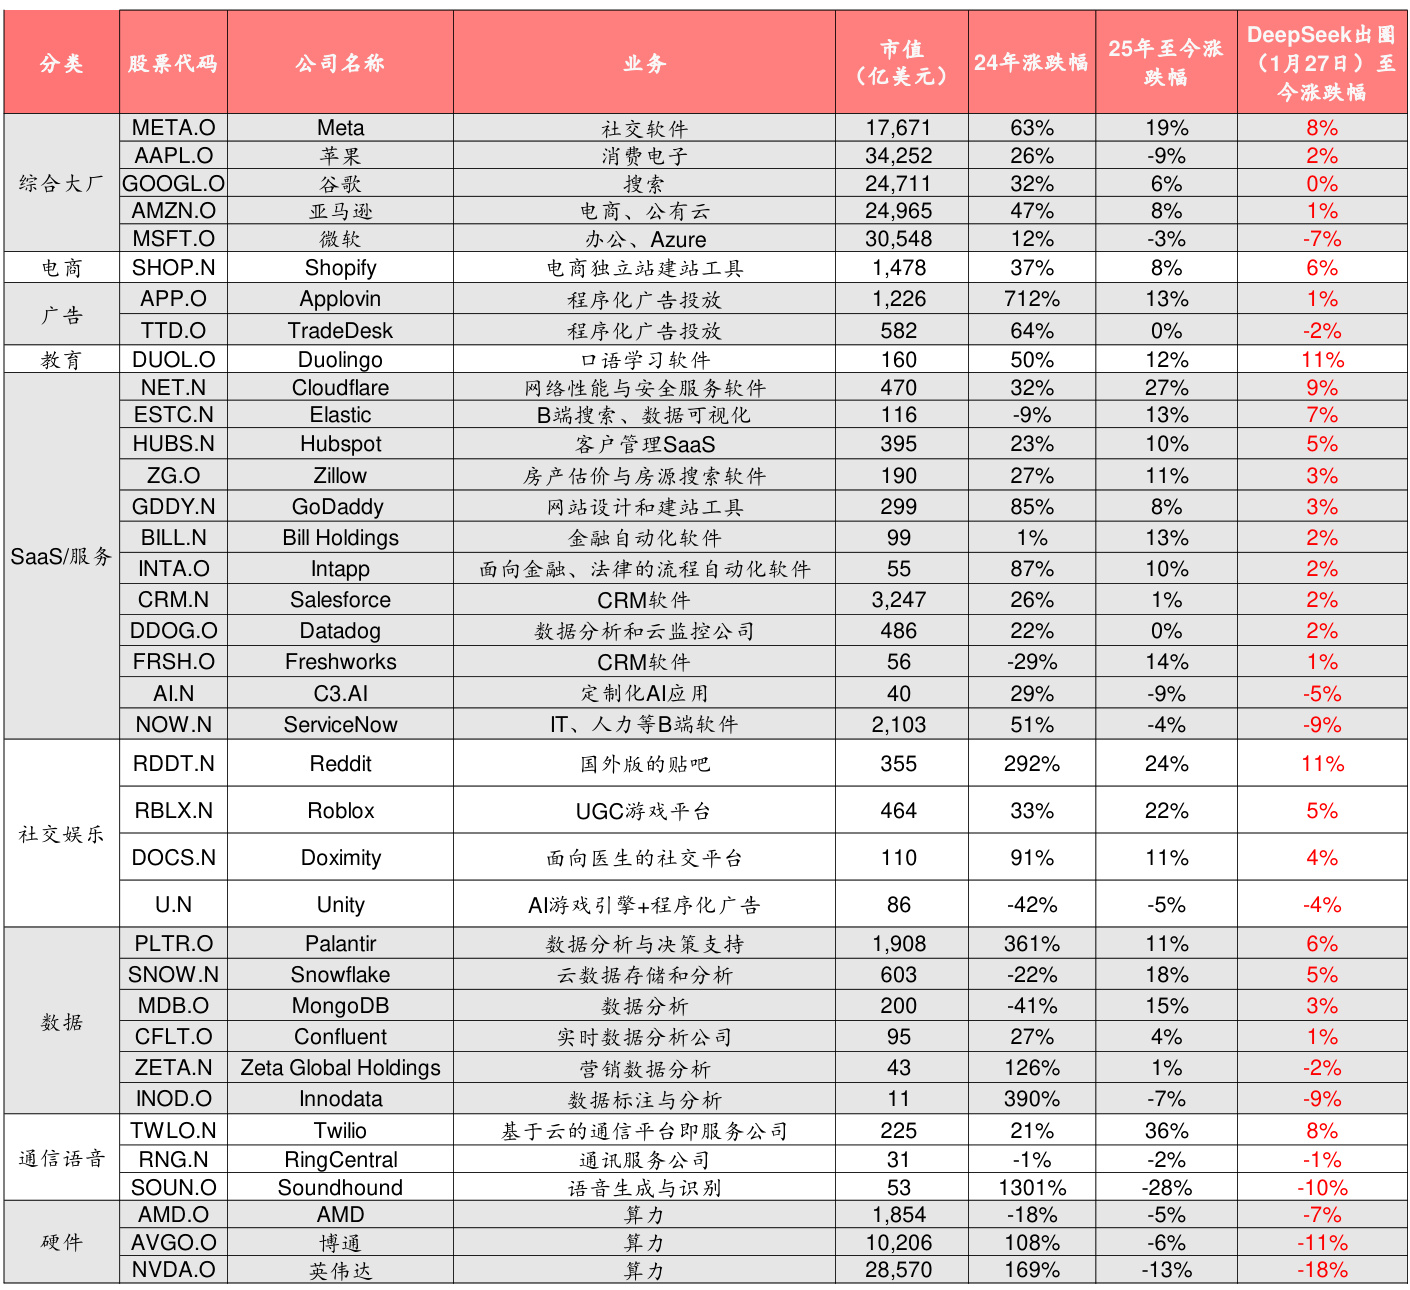 分类 股票代码 公司名称 业务 市值（亿美元） 24年涨跌幅 25年至今涨跌幅 DeepSeek出圈（1月27日）至今涨跌幅
综合大厂 META.O Meta 社交软件 17,671 63% 19% 8%
AAPL.O 苹果 消费电子 34,252 26% -9% 2%
GOOGL.O 谷歌 搜索 24,711 32% 6% 0%
AMZN.O 亚马逊 电商、公有云 24,965 47% 8% 1%
MSFT.O 微软 办公、Azure 30,548 12% -3% -7%
电商 SHOP.N Shopify 电商独立站建站工具 1,478 37% 8% 6%
广告 APP.O Applovin 程序化广告投放 1,226 712% 13% 1%
TTD.O TradeDesk 程序化广告投放 582 64% 0% -2%
教育 DUOL.O Duolingo 口语学习软件 160 50% 12% 11%
SaaS/服务 NET.N Cloudflare 网络性能与安全服务软件 470 32% 27% 9%
ESTC.N Elastic B端搜索、数据可视化 116 -9% 13% 7%
HUBS.N Hubspot 客户管理SaaS 395 23% 10% 5%
ZG.O Zillow 房产估价与房源搜索软件 190 27% 11% 3%
GDDY.N GoDaddy 网站设计和建站工具 299 85% 8% 3%
BILL.N Bill Holdings 金融自动化软件 99 1% 13% 2%
INTA.O Intapp 面向金融、法律的流程自动化软件 55 87% 10% 2%
CRM.N Salesforce CRM软件 3,247 26% 1% 2%
DDOG.O Datadog 数据分析和云监控公司 486 22% 0% 2%
FRSH.O Freshworks CRM软件 56 -29% 14% 1%
AI.N C3.AI 定制化AI应用 40 29% -9% -5%
NOW.N ServiceNow IT、人力等B端软件 2,103 51% -4% -9%
社交娱乐 RDDT.N Reddit 国外版的贴吧 355 292% 24% 11%
RBLX.N Roblox UGC游戏平台 464 33% 22% 5%
DOCS.N Doximity 面向医生的社交平台 110 91% 11% 4%
U.N Unity AI游戏引擎+程序化广告 86 -42% -5% -4%
数据 PLTR.O Palantir 数据分析与决策支持 1,908 361% 11% 6%
SNOW.N Snowflake 云数据存储和分析 603 -22% 18% 5%
MDB.O MongoDB 数据分析 200 -41% 15% 3%
CFLT.O Confluent 实时数据分析公司 95 27% 4% 1%
ZETA.N Zeta Global Holdings 营销数据分析 43 126% 1% -2%
INOD.O Innodata 数据标注与分析 11 390% -7% -9%
通信语音 TWLO.N Twilio 基于云的通信平台即服务公司 225 21% 36% 8%
RNG.N RingCentral 通讯服务公司 31 -1% -2% -1%
SOUN.O Soundhound 语音生成与识别 53 1301% -28% -10%
硬件 AMD.O AMD 算力 1,854 -18% -5% -7%
AVGO.O 博通 算力 10,206 108% -6% -11%
NVDA.O 英伟达 算力 28,570 169% -13% -18%